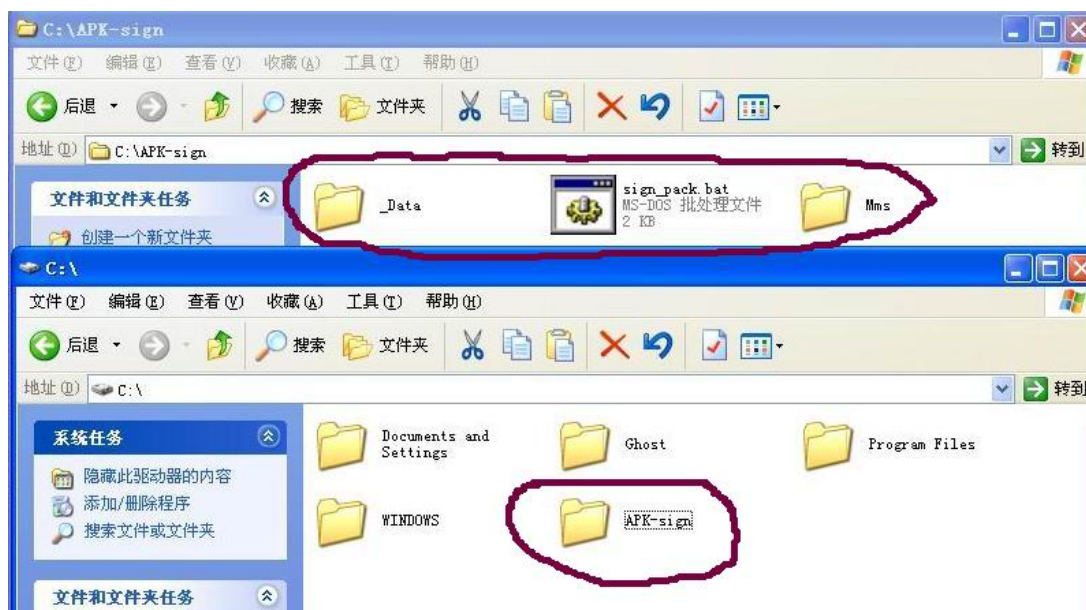 C:\APK-sign
文件(F) 编辑(E) 查看(V) 收藏(A) 工具(T) 帮助(H)
后退 搜索 文件夹
地址(D) C:\APK-sign 转到
文件和文件夹任务
创建一个新文件夹
_Data
sign_pack.bat
MS-DOS 批处理文件
2 KB
Mms
C:\
文件(F) 编辑(E) 查看(V) 收藏(A) 工具(T) 帮助(H)
后退 搜索 文件夹
地址(D) C:\ 转到
系统任务
隐藏此驱动器的内容
添加/删除程序
搜索文件或文件夹
文件和文件夹任务
Documents and
Settings
Ghost
Program Files
WINDOWS
APK-sign